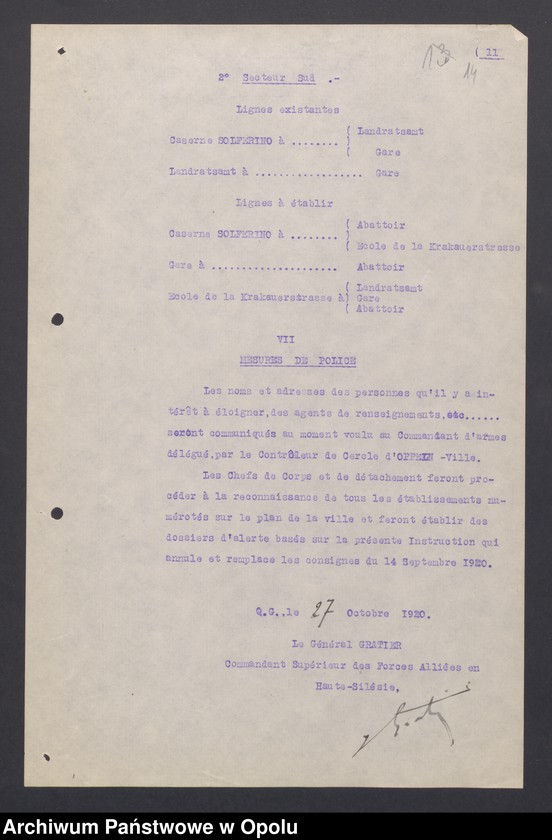 ( 11
13
14
2° Secteur Sud .-
Lignes existantes
( Landratsamt
Caserne SOLFERINO à ........ )
( Gare
Landratsamt à .................. Gare
Lignes à établir
( Abattoir
Caserne SOLFERINO à ........ )
( Ecole de la Krakauerstrasse
Gare à ..................... Abattoir
( Landratsamt
Ecole de la Krakauerstrasse à) Gare
( Abattoir
VII
MESURES DE POLICE
Les noms et adresses des personnes qu'il y a in-
térêt à éloigner,des agents de renseignements,etc......
seront communiqués au moment voulu au Commandant d'armes
délégué,par le Contrôleur de Cercle d'OPPELN -Ville.
Les Chefs de Corps et de détachement feront pro-
céder à la reconnaissance de tous les établissements nu-
mérotés sur le plan de la ville et feront établir des
dossiers d'alerte basés sur la présente Instruction qui
annule et remplace les consignes du 14 Septembre 1920.
Q.G.,le 27 Octobre 1920.
Le Général GRATIER
Commandant Supérieur des Forces Alliées en
Haute-Silésie,
Archiwum Państwowe w Opolu